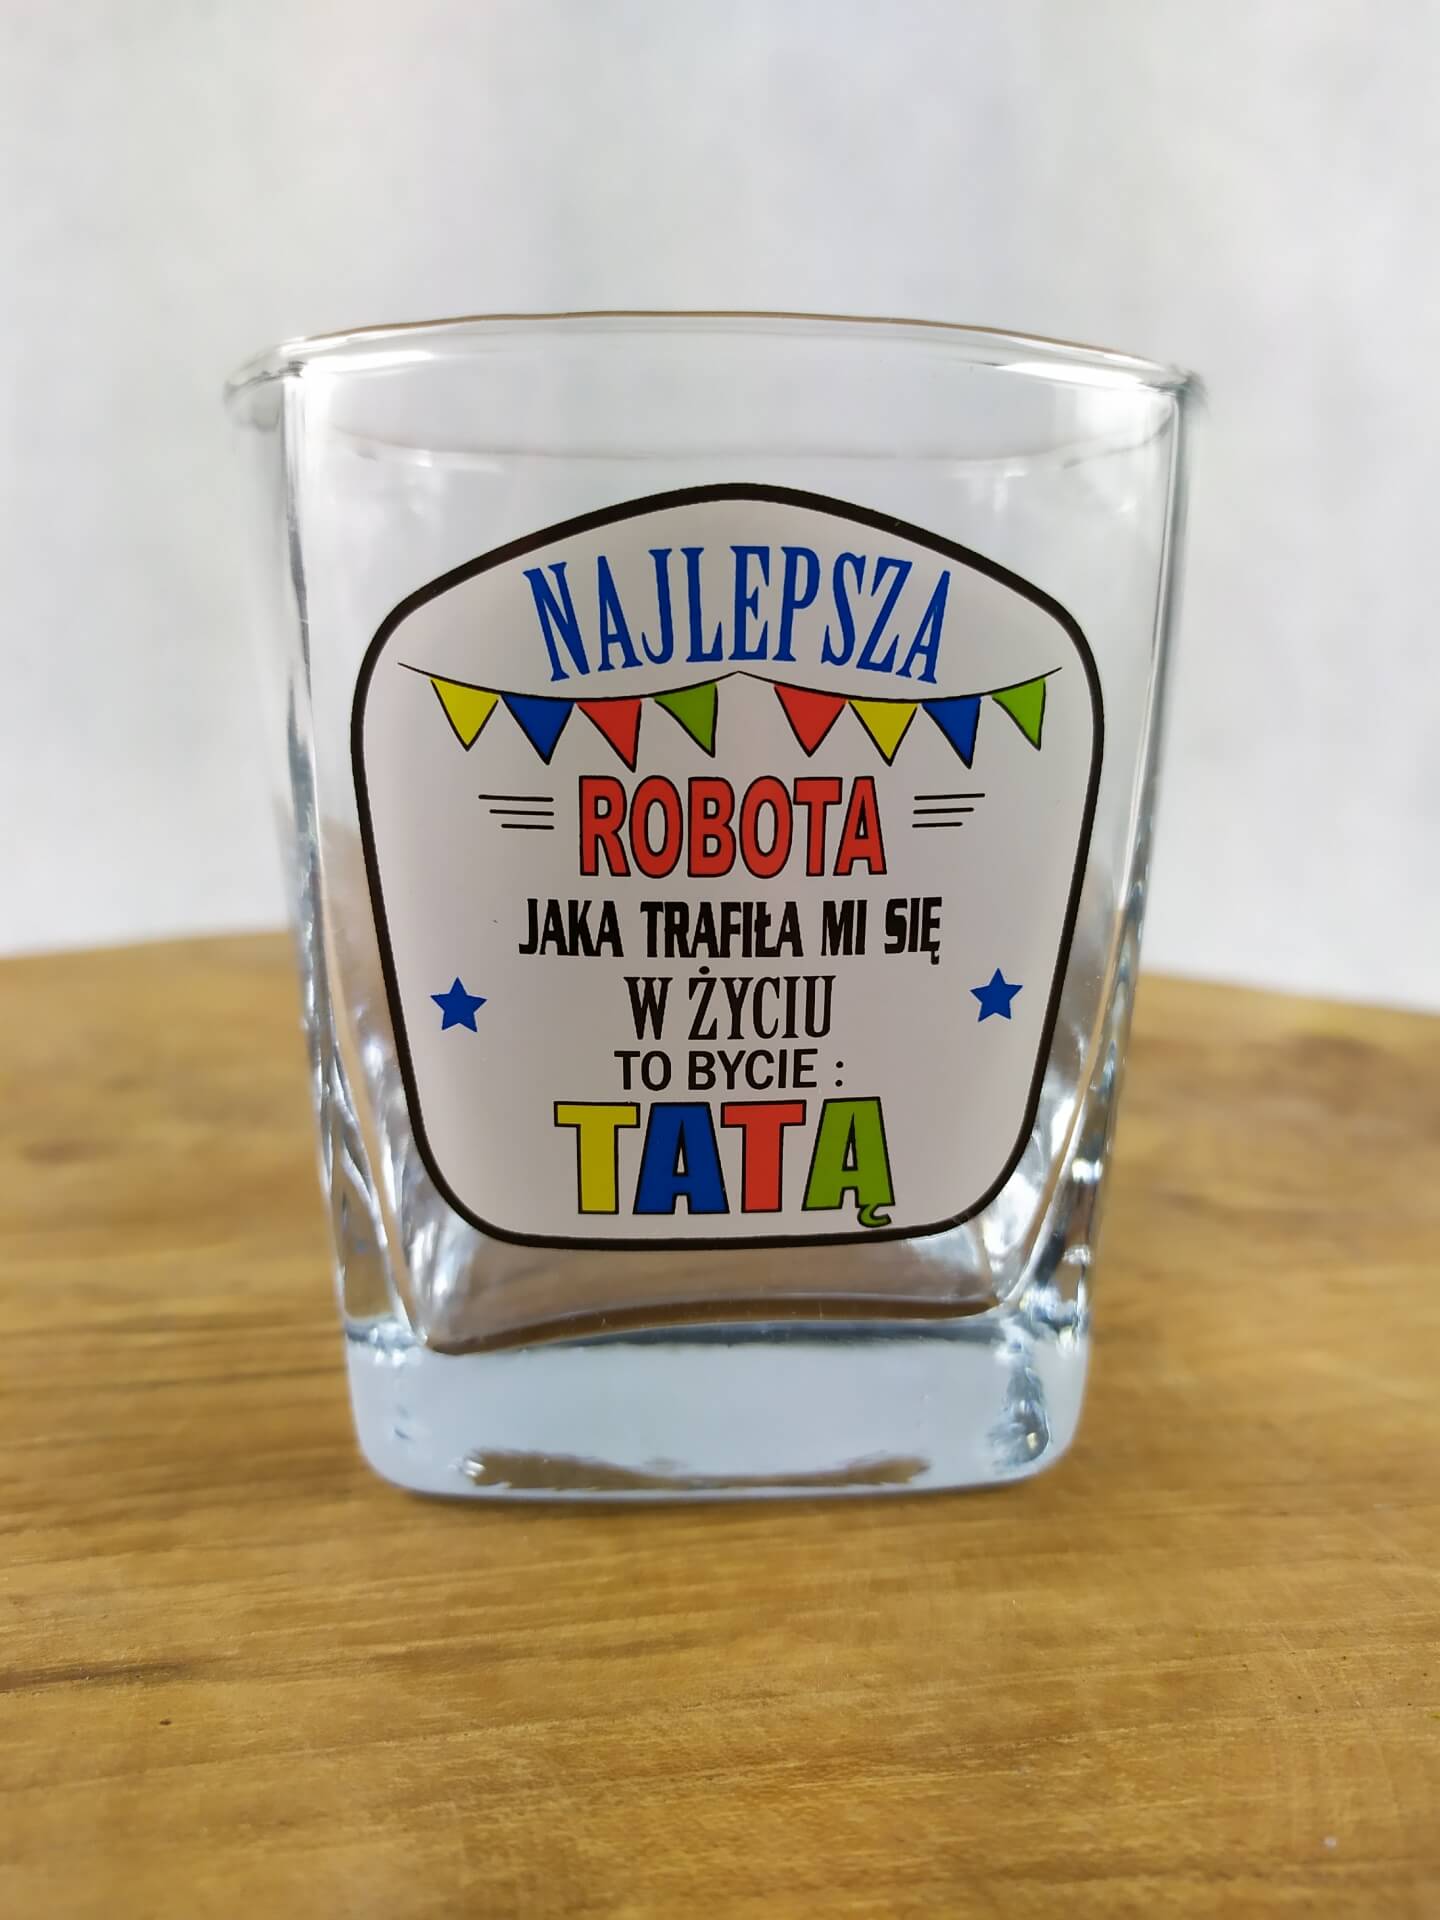 NAJLEPSZA
ROBOTA
JAKA TRAFIŁA MI SIĘ
W ŻYCIU
TO BYCIE :
TATĄ